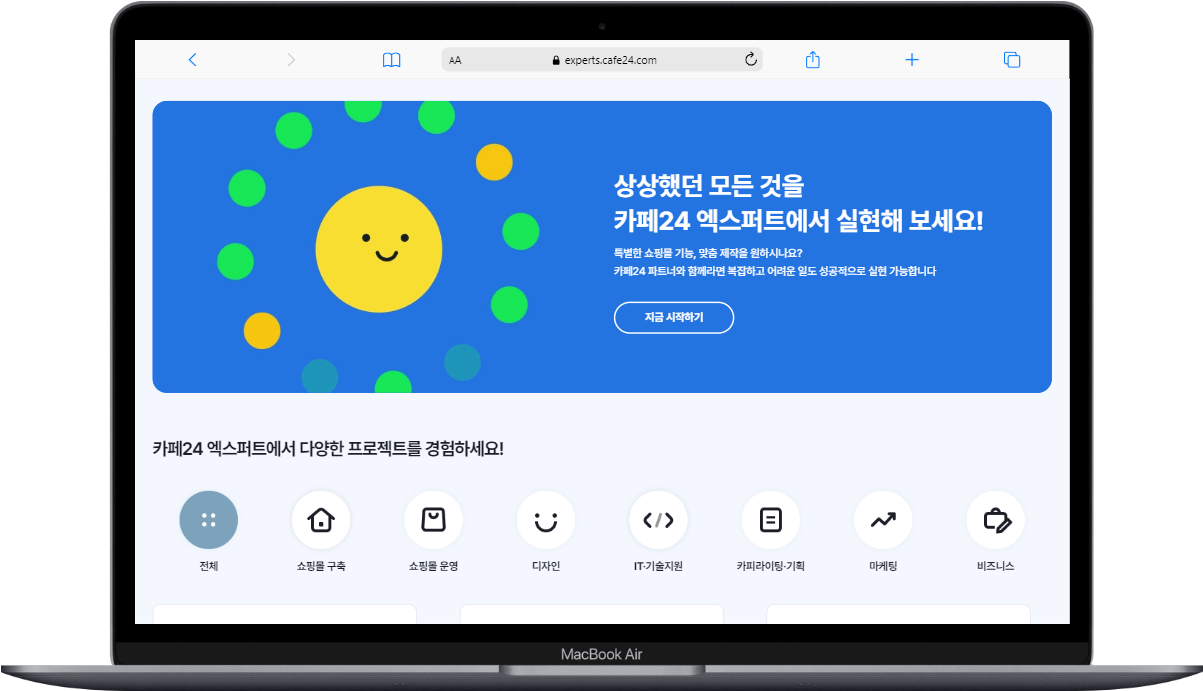 AA
experts.cafe24.com
상상했던 모든 것을
카페24 엑스퍼트에서 실현해 보세요!
특별한 쇼핑몰 기능, 맞춤 제작을 원하시나요?
카페24 파트너와 함께라면 복잡하고 어려운 일도 성공적으로 실현 가능합니다
지금 시작하기
카페24 엑스퍼트에서 다양한 프로젝트를 경험하세요!
전체
쇼핑몰 구축
쇼핑몰 운영
디자인
IT·기술지원
카피라이팅·기획
마케팅
비즈니스
MacBook Air